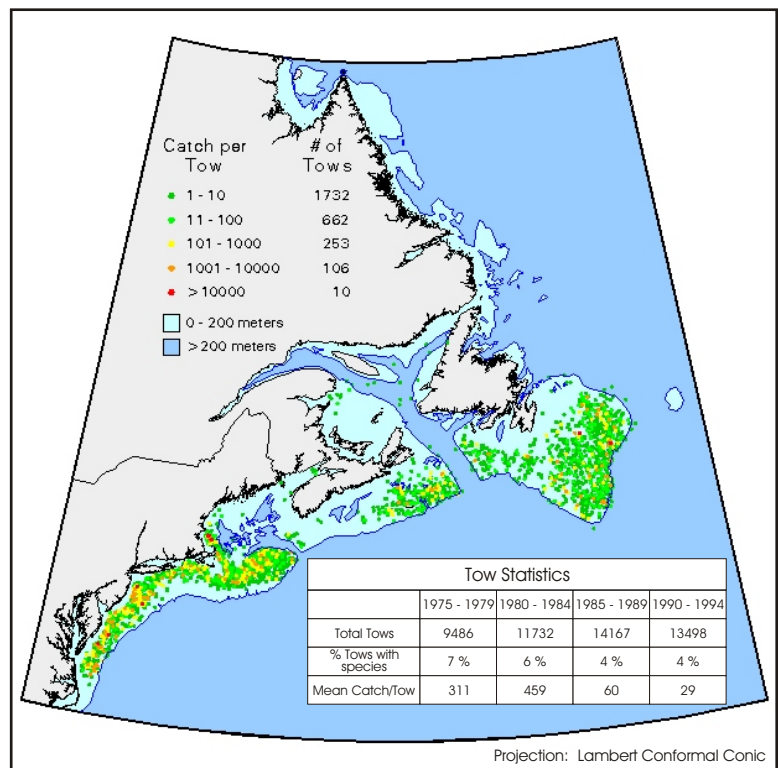 Catch per # of
Tow Tows
1 - 10 1732
11 - 100 662
101 - 1000 253
1001 - 10000 106
> 10000 10
0 - 200 meters
> 200 meters
Tow Statistics
1975 - 1979 1980 - 1984 1985 - 1989 1990 - 1994
Total Tows 9486 11732 14167 13498
% Tows with
species 7 % 6 % 4 % 4 %
Mean Catch/Tow 311 459 60 29
Projection: Lambert Conformal Conic